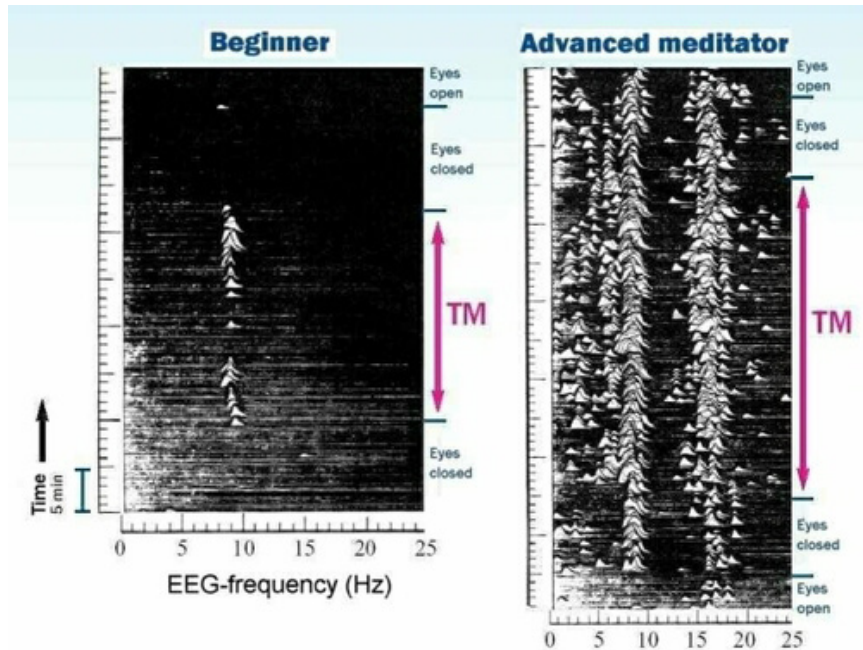 Beginner
Advanced meditator
Eyes
open
Eyes
closed
TM
Eyes
closed
Time
5 min
0 5 10 15 20 25
EEG-frequency (Hz)
Eyes
open
Eyes
closed
TM
Eyes
closed
Eyes
open
0 5 10 15 20 25